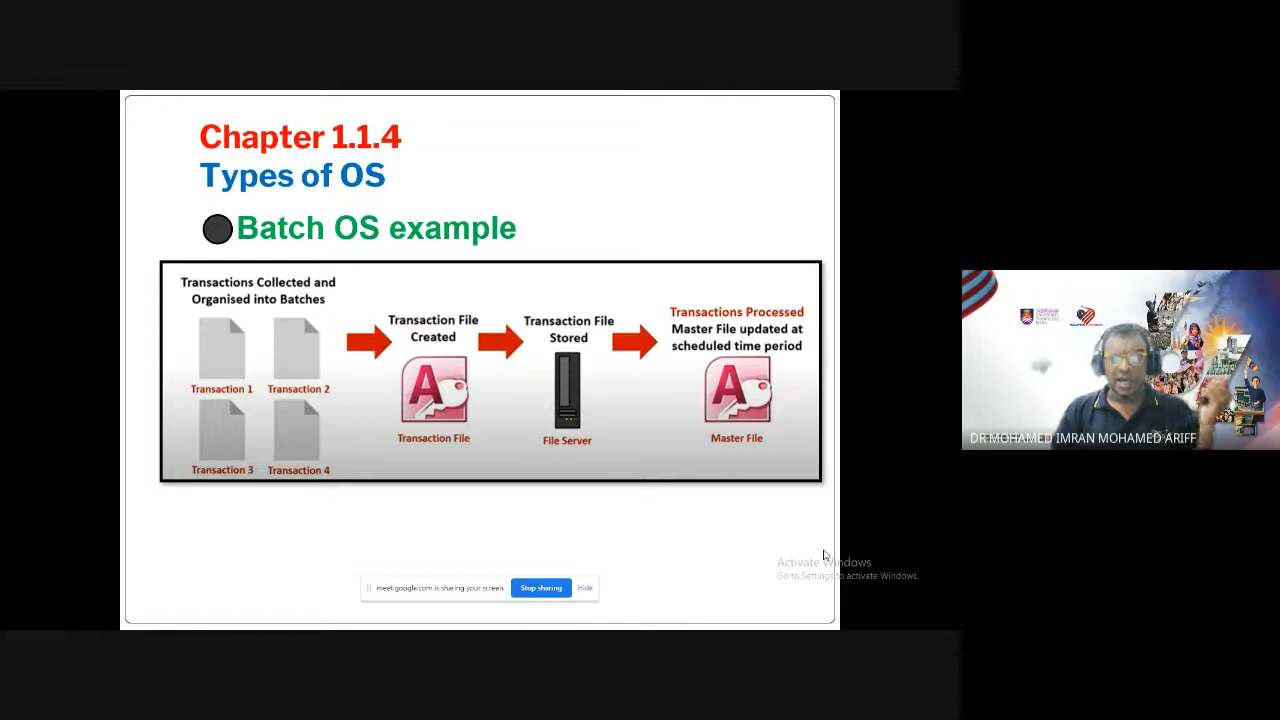 Chapter 1.1.4
Types of OS
Batch OS example
Transactions Collected and
Organised into Batches
Transaction 1
Transaction 2
Transaction 3
Transaction 4
Transaction File
Created
A
Transaction File
Transaction File
Stored
File Server
Transactions Processed
Master File updated at
scheduled time period
A
Master File
meet.google.com is sharing your screen.
Stop sharing
Hide
Activate Windows
Go to Settings to activate Windows.
DR MOHAMED IMRAN MOHAMED ARIFF